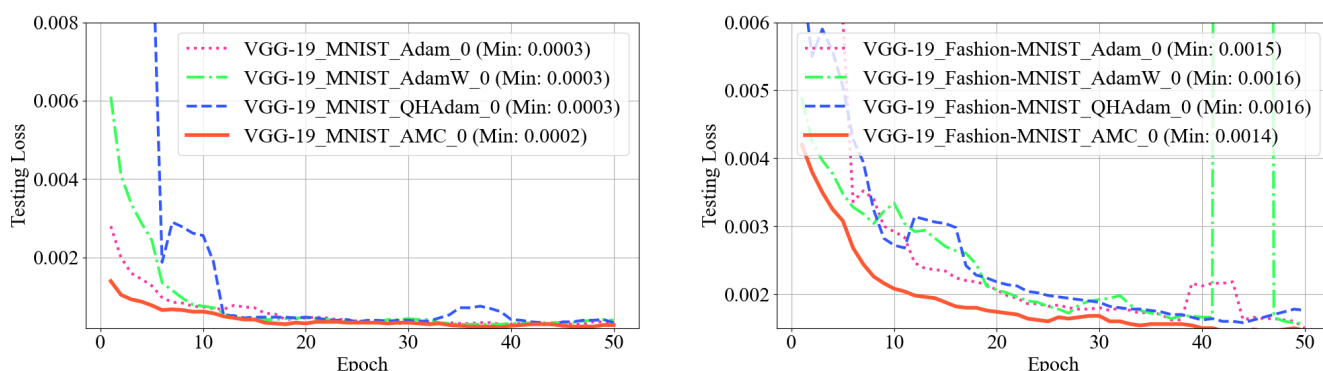 0.008
0.006
0.004
0.002
Testing Loss
VGG-19_MNIST_Adam_0 (Min: 0.0003)
VGG-19_MNIST_AdamW_0 (Min: 0.0003)
VGG-19_MNIST_QHAdam_0 (Min: 0.0003)
VGG-19_MNIST_AMC_0 (Min: 0.0002)
0 10 20 30 40 50
Epoch
0.006
0.005
0.004
0.003
0.002
Testing Loss
VGG-19_Fashion-MNIST_Adam_0 (Min: 0.0015)
VGG-19_Fashion-MNIST_AdamW_0 (Min: 0.0016)
VGG-19_Fashion-MNIST_QHAdam_0 (Min: 0.0016)
VGG-19_Fashion-MNIST_AMC_0 (Min: 0.0014)
0 10 20 30 40 50
Epoch